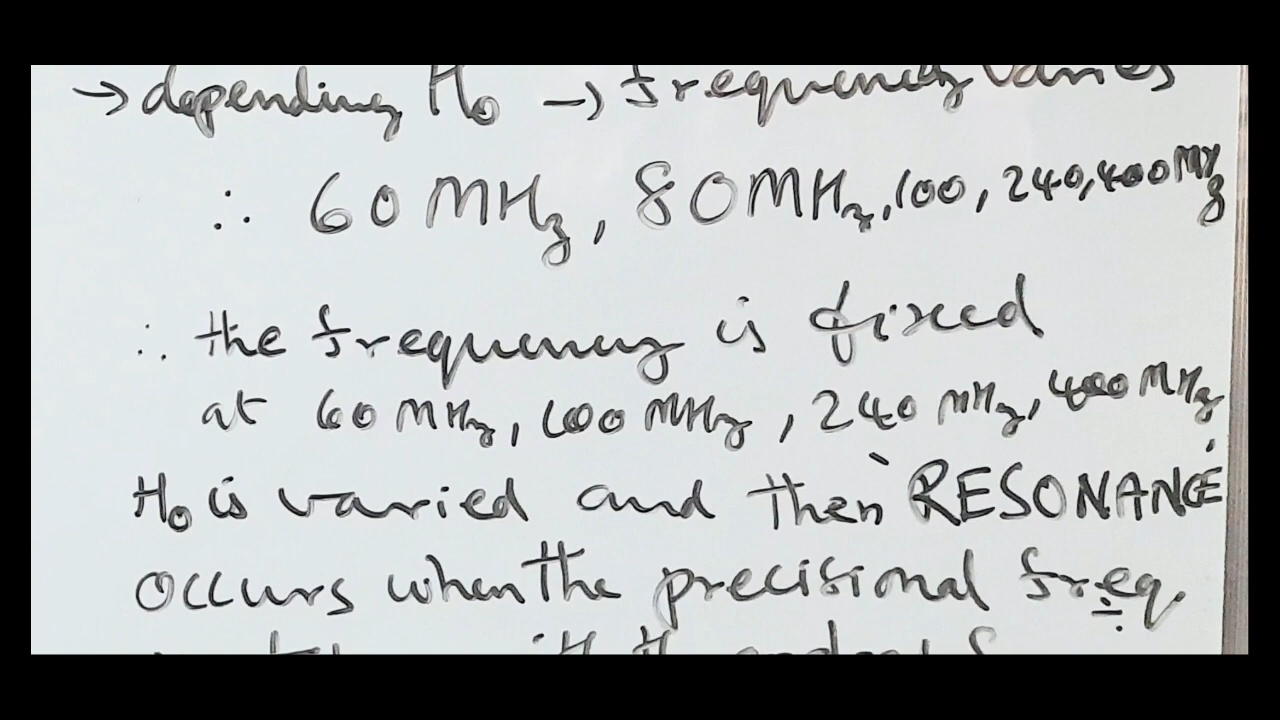 → depending H₀ → frequency varies
∴ 60 MHz, 80 MHz, 100, 240, 400 MHz
∴ the frequency is fixed
at 60 MHz, 100 MHz, 240 MHz, 400 MHz
H₀ is varied and then 'RESONANCE'
occurs when the precisional freq.